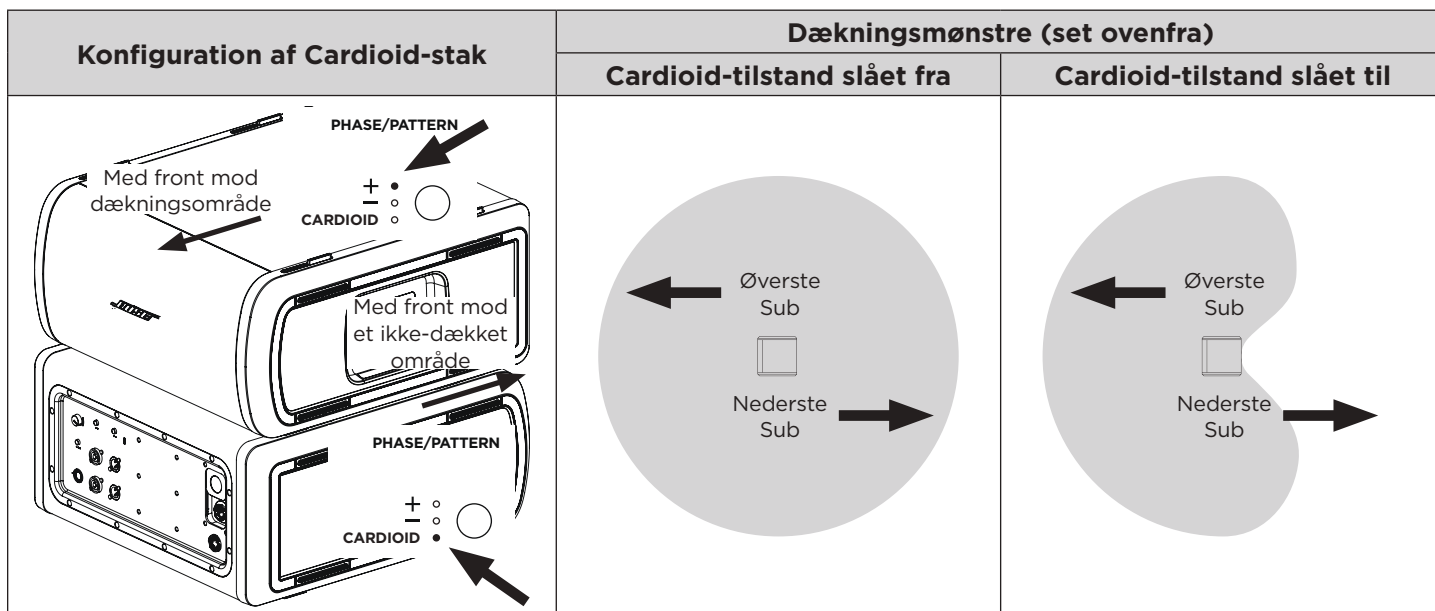 Konfiguration af Cardioid-stak
Dækningsmønstre (set ovenfra)
Cardioid-tilstand slået fra
Cardioid-tilstand slået til
PHASE/PATTERN
Med front mod
dækningsområde
+
−
CARDIOID
BOSE
Med front mod
et ikke-dækket
område
PHASE/PATTERN
+
−
CARDIOID
Øverste
Sub
Nederste
Sub
Øverste
Sub
Nederste
Sub